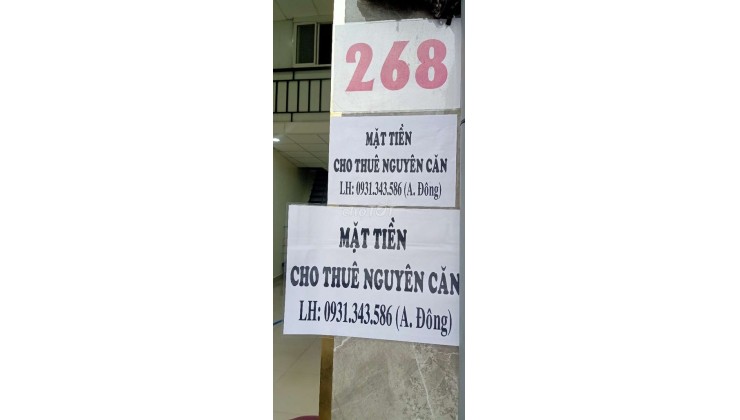 268
MẶT TIỀN
CHO THUÊ NGUYÊN CĂN
LH: 0931.343.586 (A. Đông)
MẶT TIỀN
CHO THUÊ NGUYÊN CĂN
LH: 0931.343.586 (A. Đông)